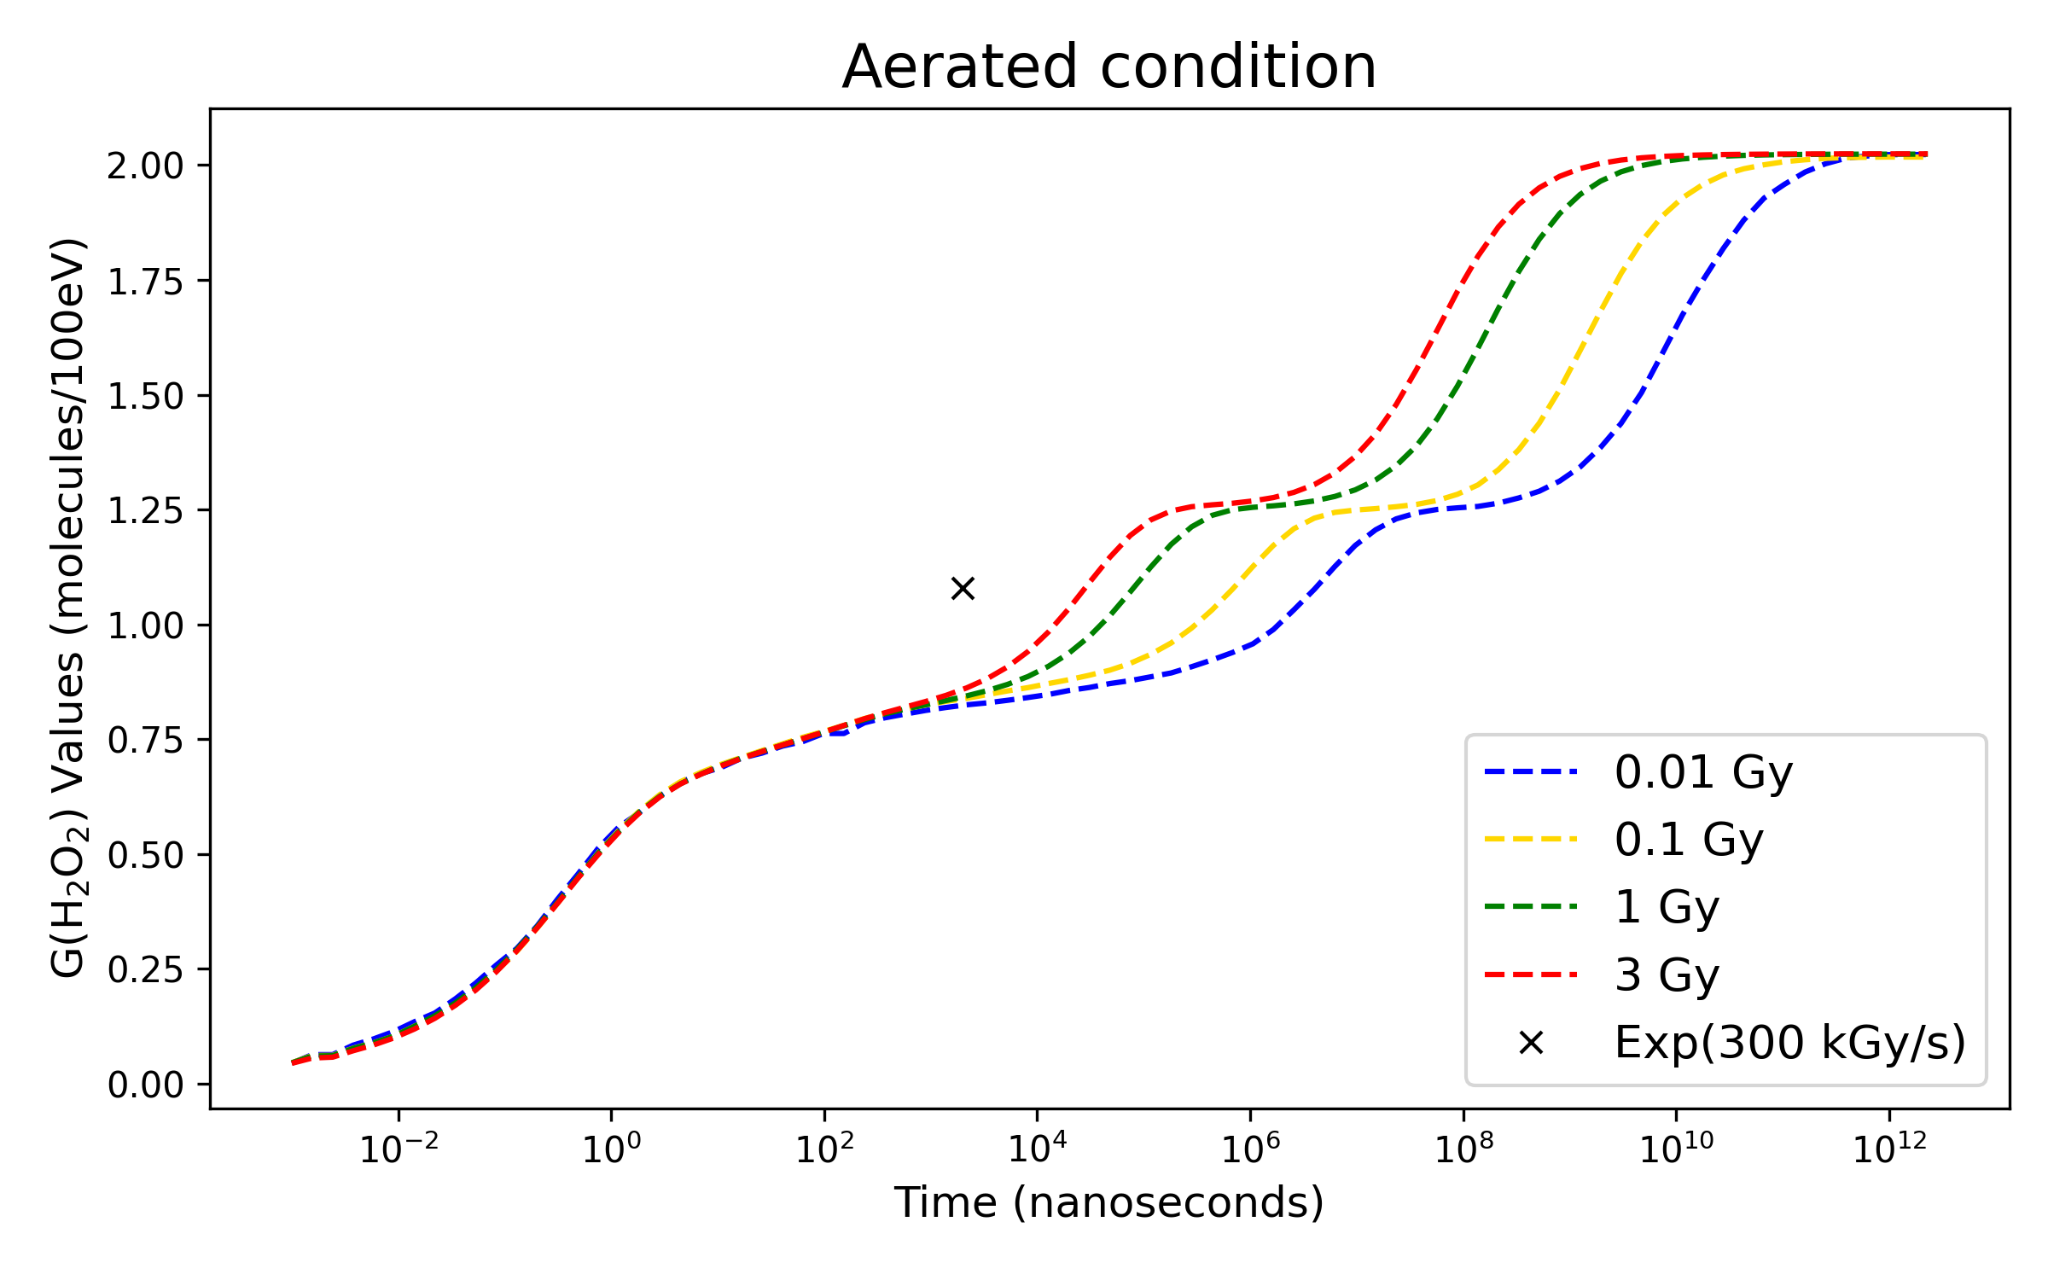 Aerated condition
G(H₂O₂) Values (molecules/100eV)
2.00
1.75
1.50
1.25
1.00
0.75
0.50
0.25
0.00
0.01 Gy
0.1 Gy
1 Gy
3 Gy
Exp(300 kGy/s)
10⁻² 10⁰ 10² 10⁴ 10⁶ 10⁸ 10¹⁰ 10¹²
Time (nanoseconds)